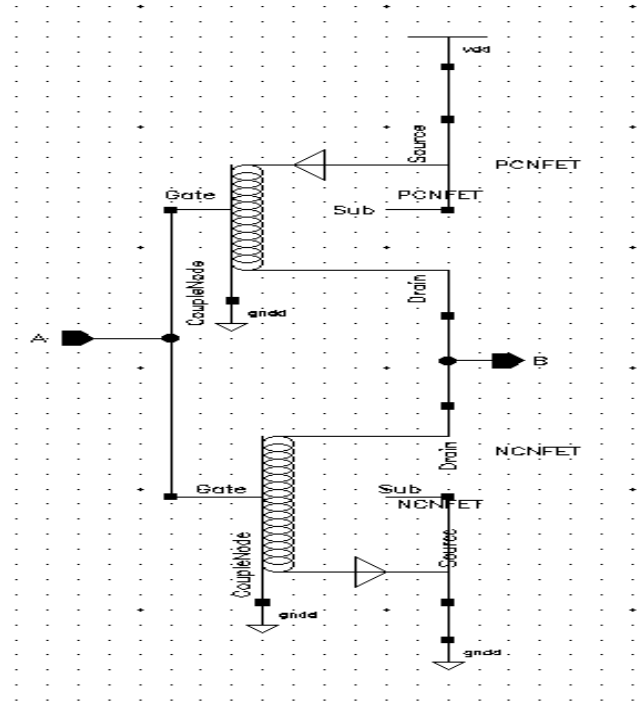 vdd
Source
PCNFET
Gate
PCNFET
Sub
CoupleNode
Drain
gndd
A
B
Drain
NCNFET
Gate
Sub
NCNFET
CoupleNode
Source
gndd
gndd